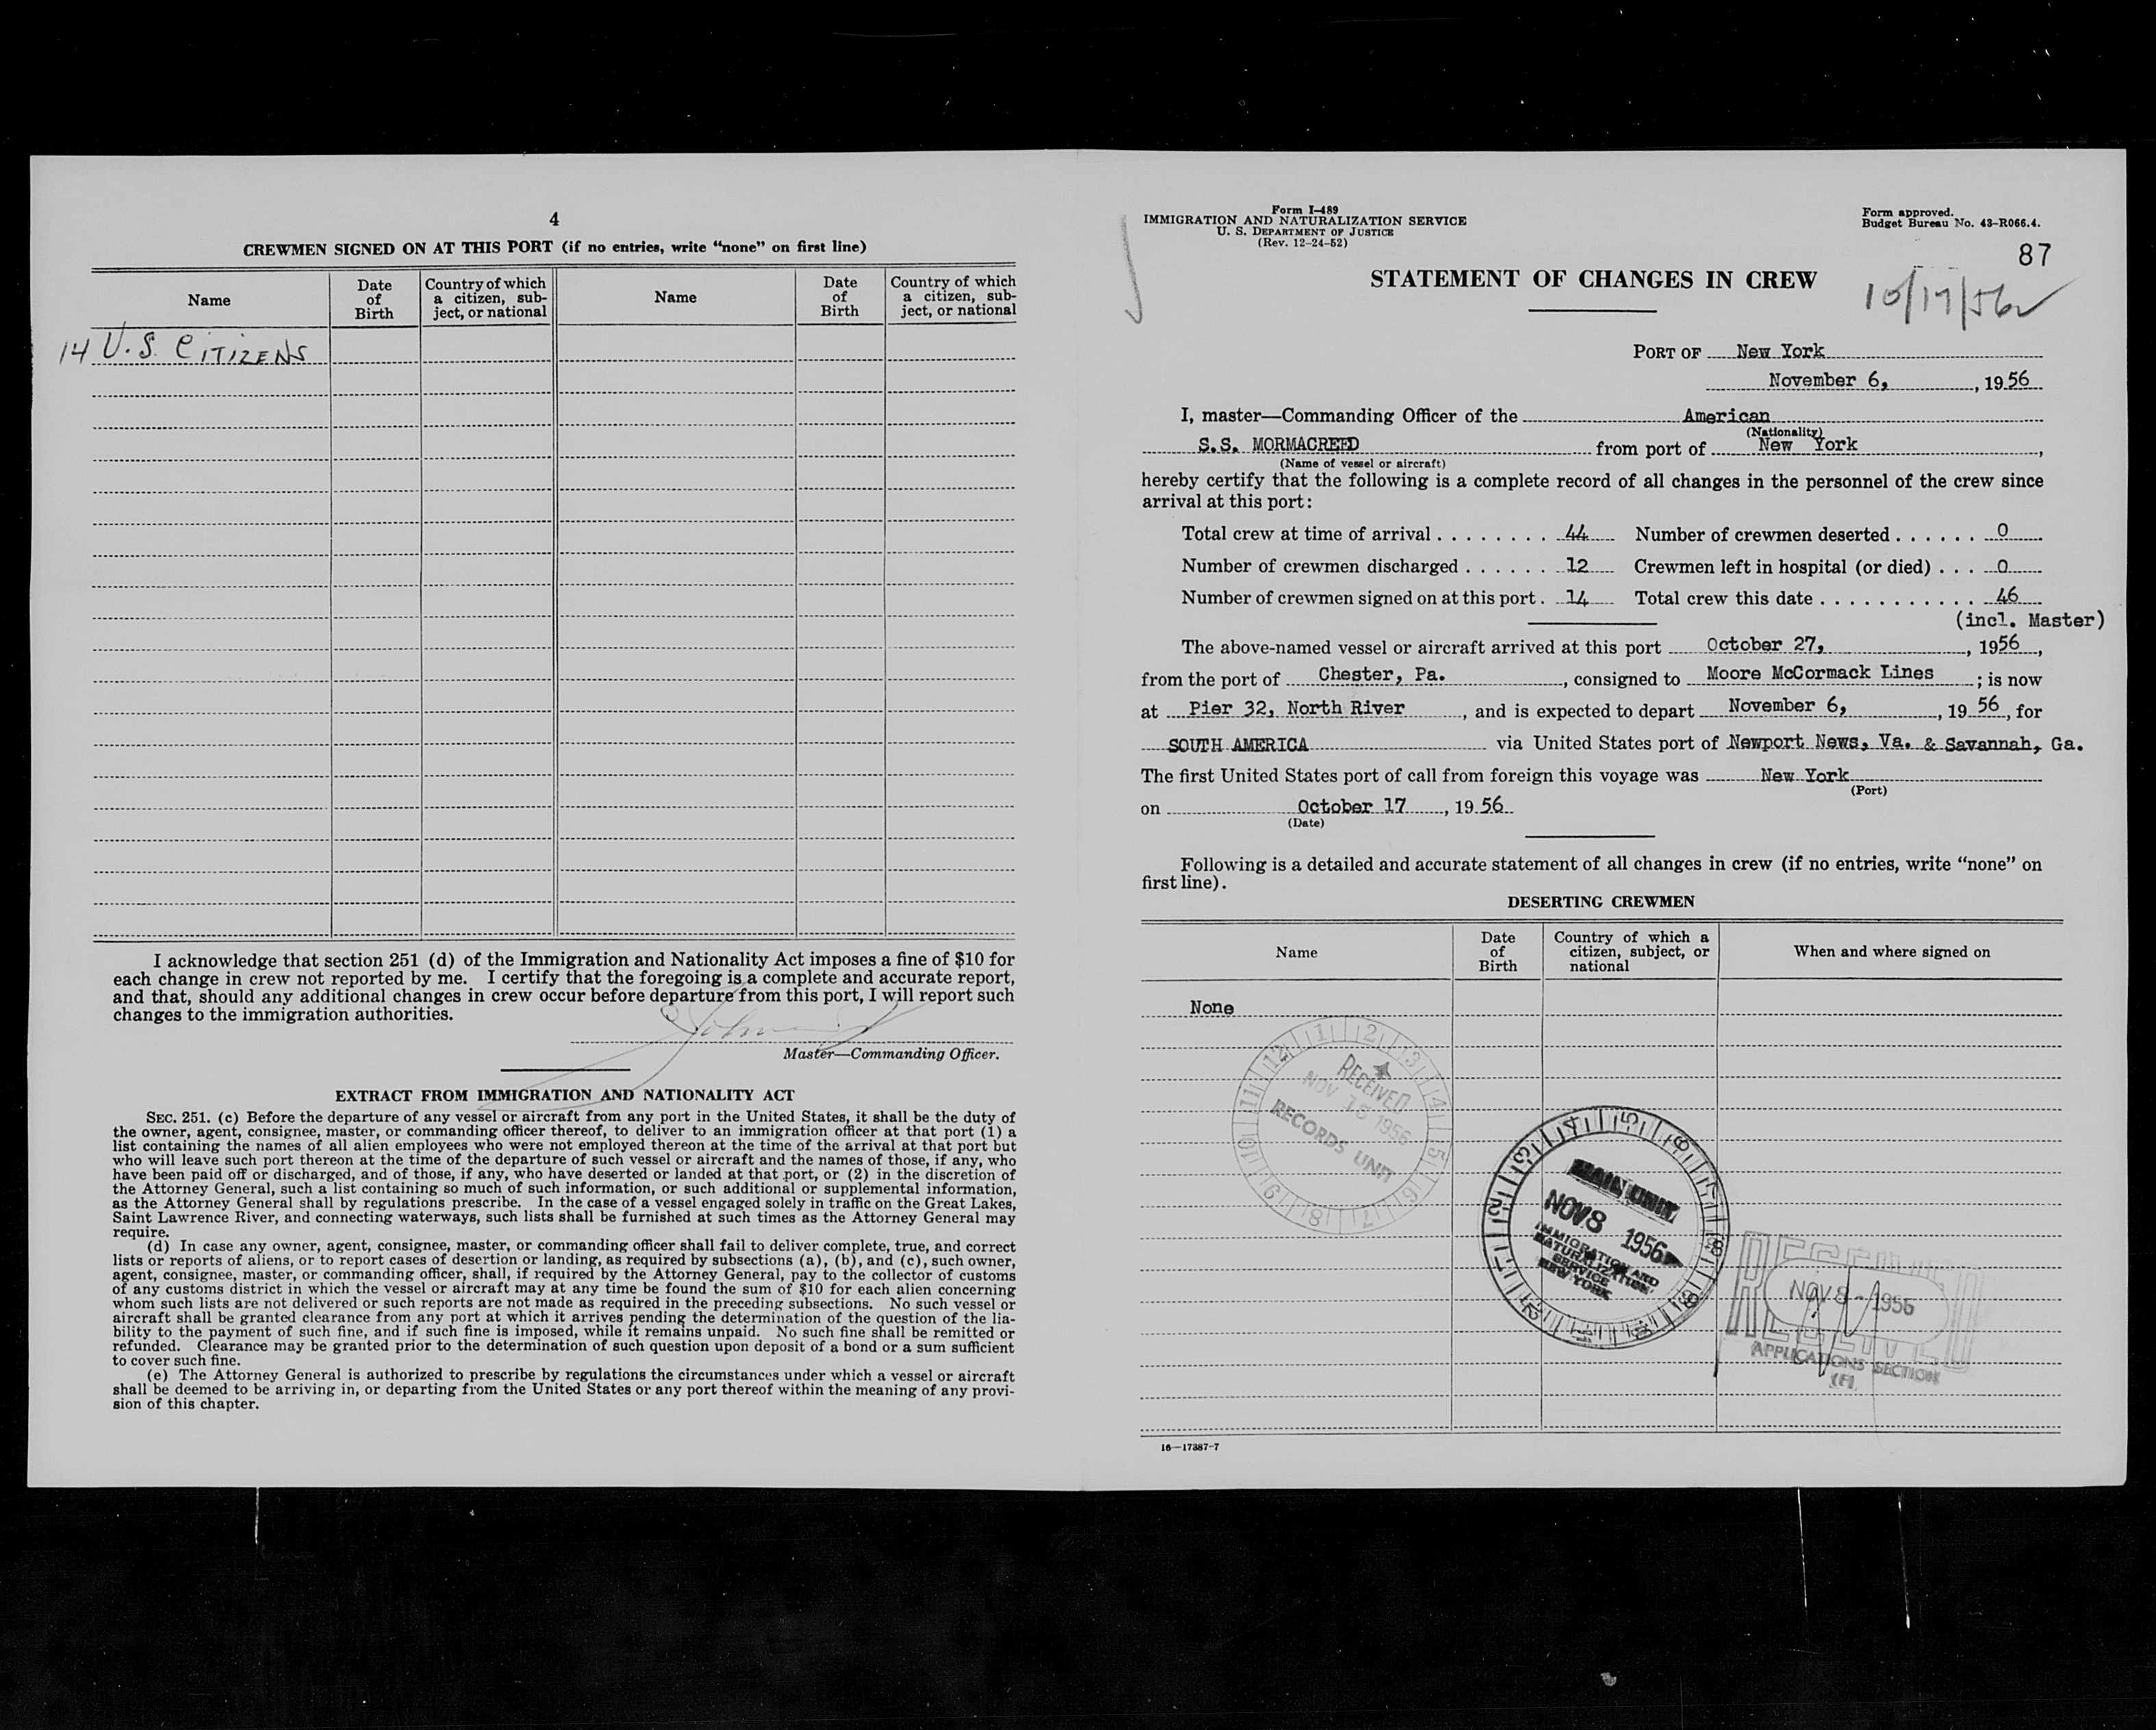 4
CREWMEN SIGNED ON AT THIS PORT (if no entries, write “none” on first line)
Name
Date of Birth
Country of which a citizen, sub-ject, or national
Name
Date of Birth
Country of which a citizen, sub-ject, or national
14 U.S. CITIZENS
I acknowledge that section 251 (d) of the Immigration and Nationality Act imposes a fine of $10 for
each change in crew not reported by me. I certify that the foregoing is a complete and accurate report,
and that, should any additional changes in crew occur before departure from this port, I will report such
changes to the immigration authorities.
Master—Commanding Officer.
EXTRACT FROM IMMIGRATION AND NATIONALITY ACT
SEC. 251. (c) Before the departure of any vessel or aircraft from any port in the United States, it shall be the duty of
the owner, agent, consignee, master, or commanding officer thereof, to deliver to an immigration officer at that port (1) a
list containing the names of all alien employees who were not employed thereon at the time of the arrival at that port but
who will leave such port thereon at the time of the departure of such vessel or aircraft and the names of those, if any, who
have been paid off or discharged, and of those, if any, who have deserted or landed at that port, or (2) in the discretion of
the Attorney General, such a list containing so much of such information, or such additional or supplemental information,
as the Attorney General shall by regulations prescribe. In the case of a vessel engaged solely in traffic on the Great Lakes,
Saint Lawrence River, and connecting waterways, such lists shall be furnished at such times as the Attorney General may
require.
(d) In case any owner, agent, consignee, master, or commanding officer shall fail to deliver complete, true, and correct
lists or reports of aliens, or to report cases of desertion or landing, as required by subsections (a), (b), and (c), such owner,
agent, consignee, master, or commanding officer, shall, if required by the Attorney General, pay to the collector of customs
of any customs district in which the vessel or aircraft may at any time be found the sum of $10 for each alien concerning
whom such lists are not delivered or such reports are not made as required in the preceding subsections. No such vessel or
aircraft shall be granted clearance from any port at which it arrives pending the determination of the question of the lia-
bility to the payment of such fine, and if such fine is imposed, while it remains unpaid. No such fine shall be remitted or
refunded. Clearance may be granted prior to the determination of such question upon deposit of a bond or a sum sufficient
to cover such fine.
(e) The Attorney General is authorized to prescribe by regulations the circumstances under which a vessel or aircraft
shall be deemed to be arriving in, or departing from the United States or any port thereof within the meaning of any provi-
sion of this chapter.
Form I-489
IMMIGRATION AND NATURALIZATION SERVICE
U. S. DEPARTMENT OF JUSTICE
(Rev. 12-24-52)
Form approved.
Budget Bureau No. 43-R066.4.
87
STATEMENT OF CHANGES IN CREW
10/17/56
PORT OF New York
November 6, , 1956
I, master—Commanding Officer of the American
(Nationality)
S.S. MORMACREED from port of New York ,
(Name of vessel or aircraft)
hereby certify that the following is a complete record of all changes in the personnel of the crew since
arrival at this port:
Total crew at time of arrival 44 Number of crewmen deserted 0
Number of crewmen discharged 12 Crewmen left in hospital (or died) 0
Number of crewmen signed on at this port 14 Total crew this date 46
(incl. Master)
The above-named vessel or aircraft arrived at this port October 27, , 1956 ,
from the port of Chester, Pa. , consigned to Moore McCormack Lines ; is now
at Pier 32, North River , and is expected to depart November 6, , 19 56 , for
SOUTH AMERICA via United States port of Newport News, Va. & Savannah, Ga.
The first United States port of call from foreign this voyage was New York
(Port)
on October 17 , 19 56
(Date)
Following is a detailed and accurate statement of all changes in crew (if no entries, write “none” on
first line).
DESERTING CREWMEN
Name
Date of Birth
Country of which a citizen, subject, or national
When and where signed on
None
12 1 2 3 4 5 6 7 8 9 10 11
RECEIVED
NOV 1956
RECORDS UNIT
NOV 8 1956
IMMIGRATION AND
NATURALIZATION
SERVICE
NEW YORK
RECEIVED
NOV 8 - 1956
APPLICATIONS SECTION
16—17387-7